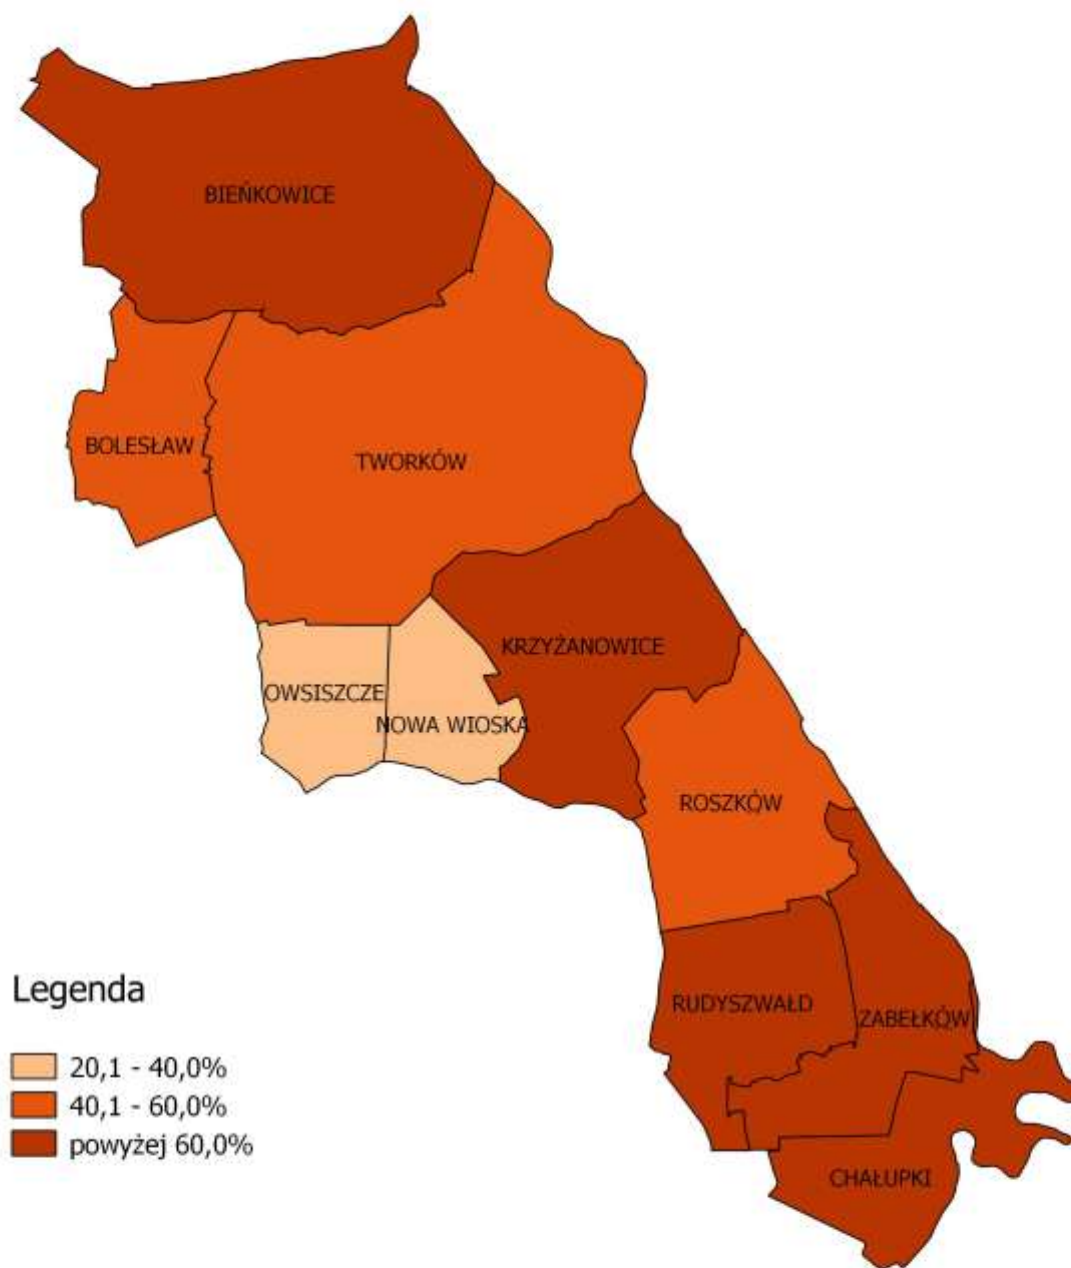 BIEŃKOWICE
BOLESŁAW
TWORKÓW
KRZYŻANOWICE
OWSISZCZE
NOWA WIOSKA
ROSZKÓW
RUDYSZWAŁD
ZABEŁKÓW
CHAŁUPKI
Legenda
20,1 - 40,0%
40,1 - 60,0%
powyżej 60,0%